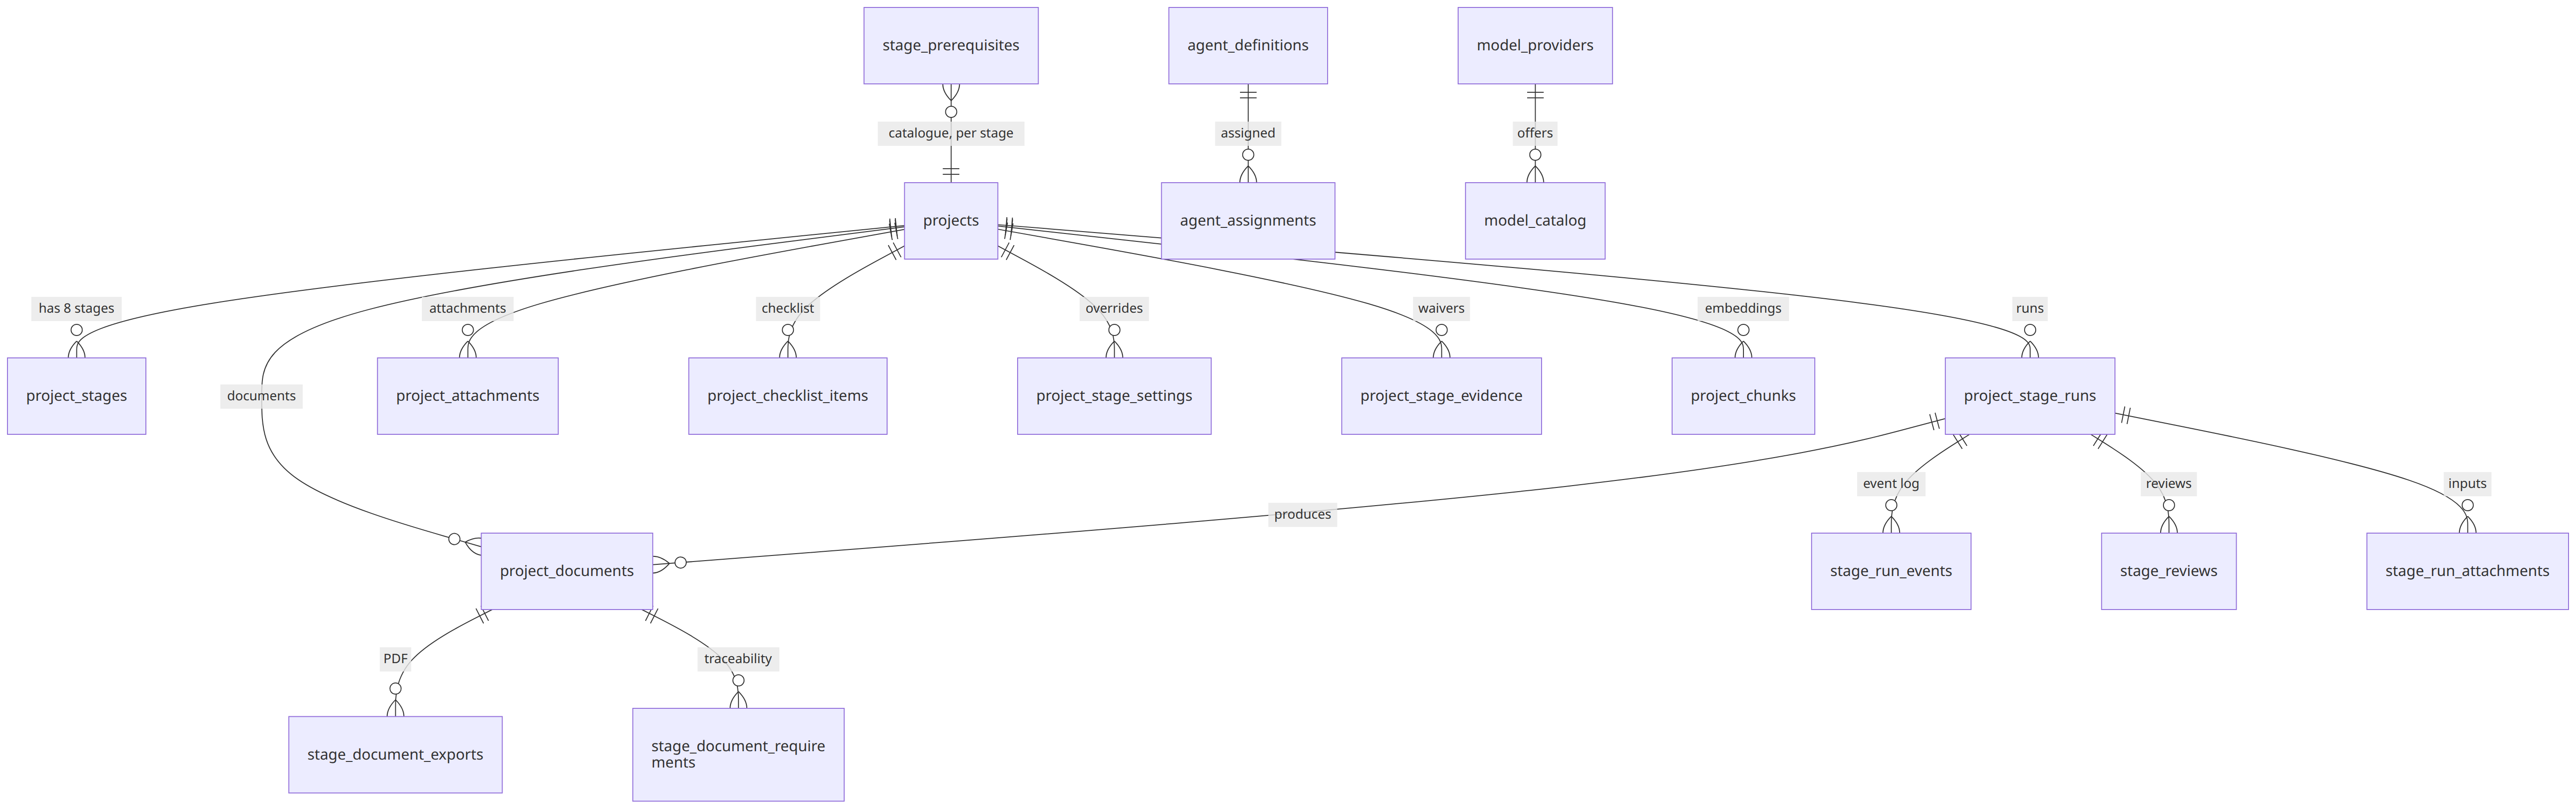 stage_prerequisites
agent_definitions
model_providers
catalogue, per stage
assigned
offers
projects
agent_assignments
model_catalog
has 8 stages
attachments
checklist
overrides
waivers
embeddings
runs
project_stages
documents
project_attachments
project_checklist_items
project_stage_settings
project_stage_evidence
project_chunks
project_stage_runs
event log
reviews
inputs
produces
project_documents
stage_run_events
stage_reviews
stage_run_attachments
PDF
traceability
stage_document_exports
stage_document_require
ments